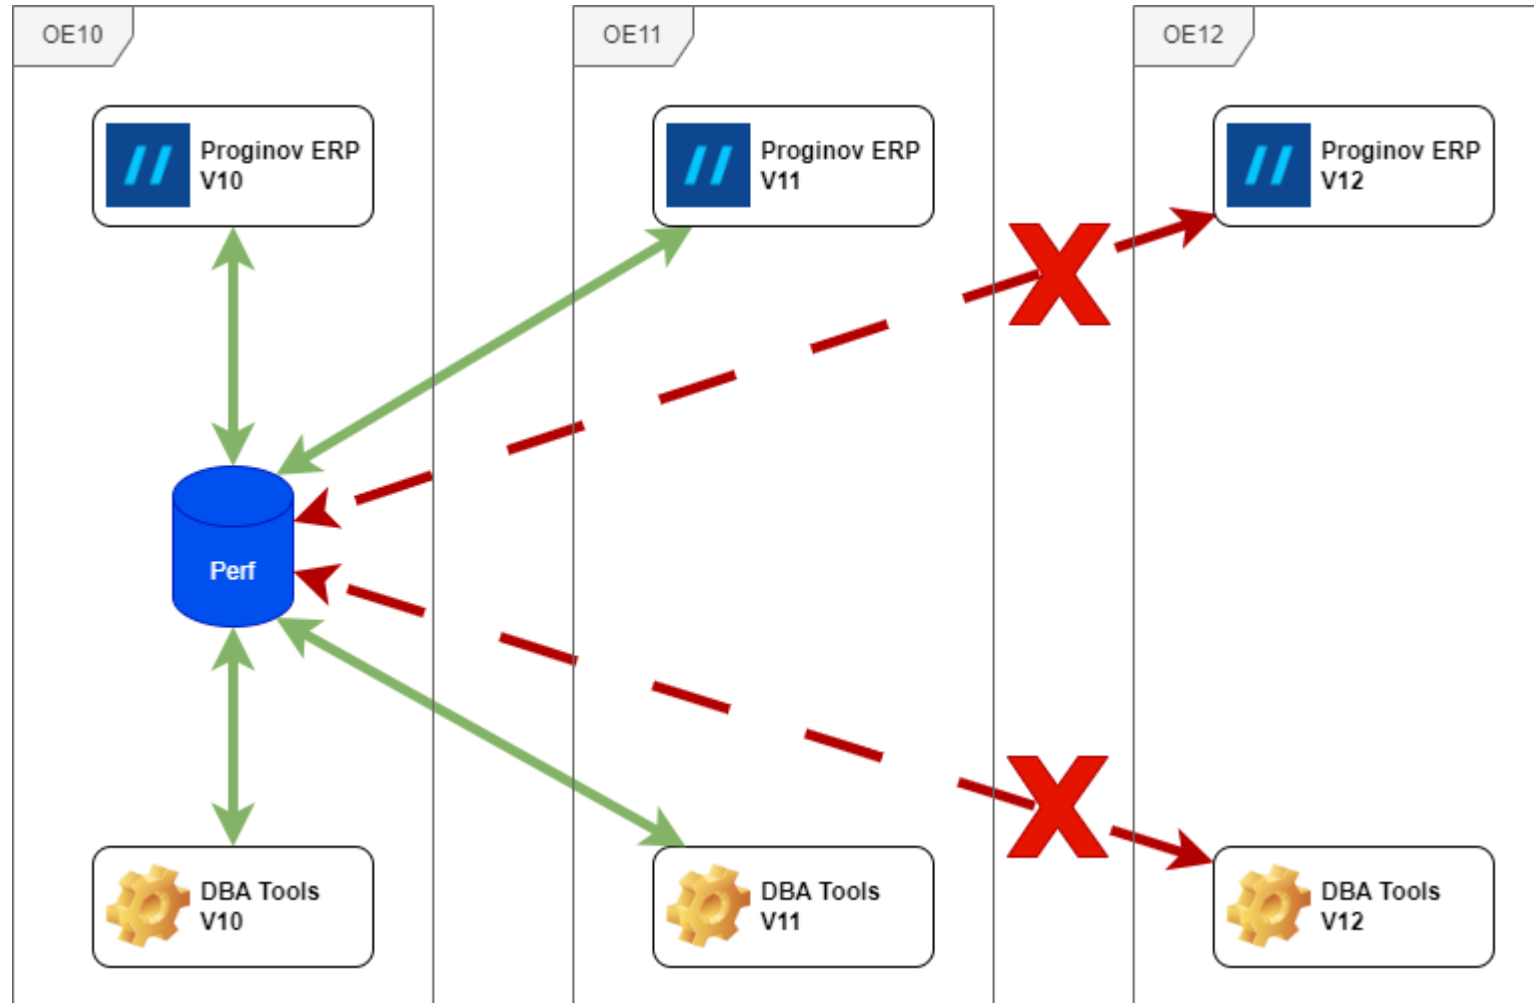 OE10
OE11
OE12
Proginov ERP
V10
Proginov ERP
V11
Proginov ERP
V12
Perf
DBA Tools
V10
DBA Tools
V11
DBA Tools
V12